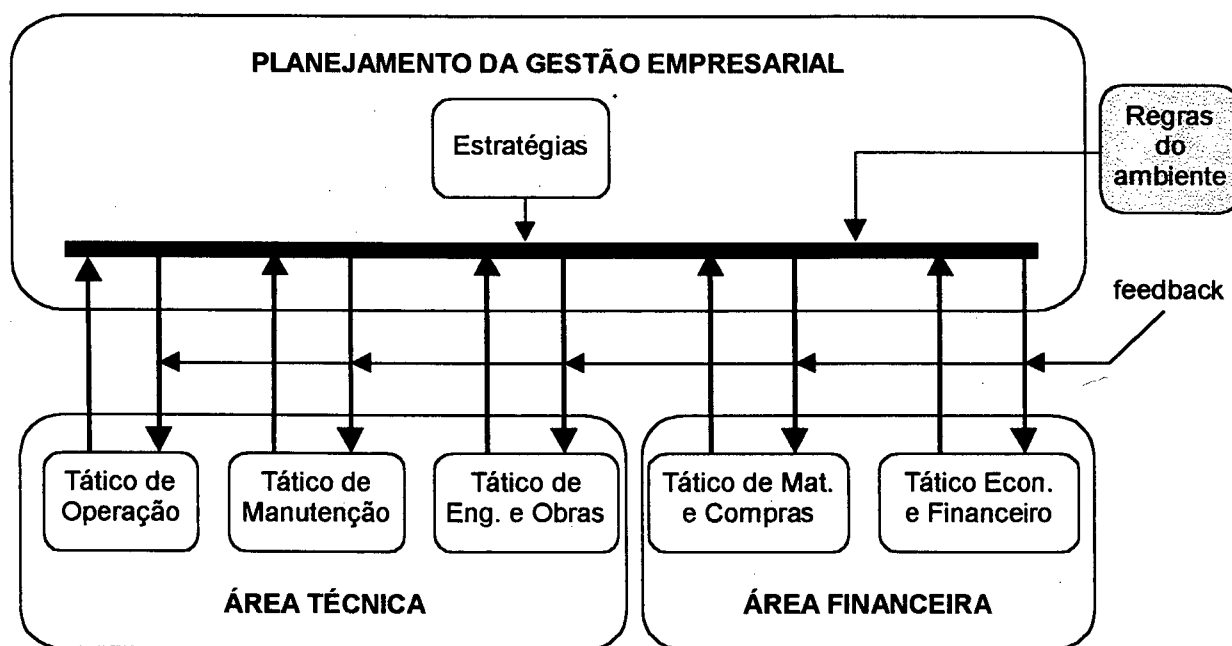 PLANEJAMENTO DA GESTÃO EMPRESARIAL
Estratégias
Regras
do
ambiente
feedback
Tático de
Operação
Tático de
Manutenção
Tático de
Eng. e Obras
Tático de Mat.
e Compras
Tático Econ.
e Financeiro
ÁREA TÉCNICA
ÁREA FINANCEIRA